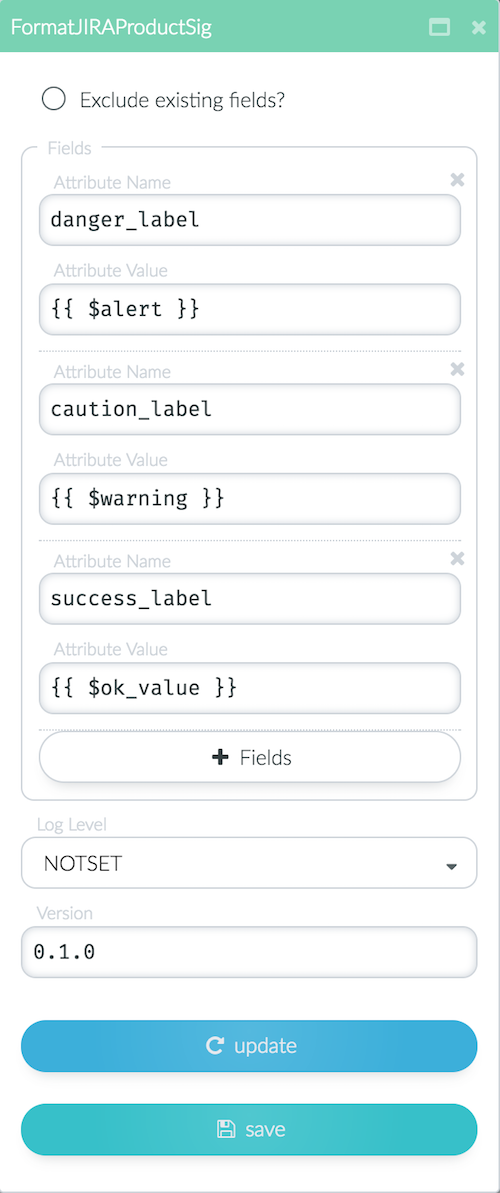 FormatJIRAProductSig
Exclude existing fields?
Fields
Attribute Name
danger_label
Attribute Value
{{ $alert }}
Attribute Name
caution_label
Attribute Value
{{ $warning }}
Attribute Name
success_label
Attribute Value
{{ $ok_value }}
Fields
Log Level
NOTSET
Version
0.1.0
update
save